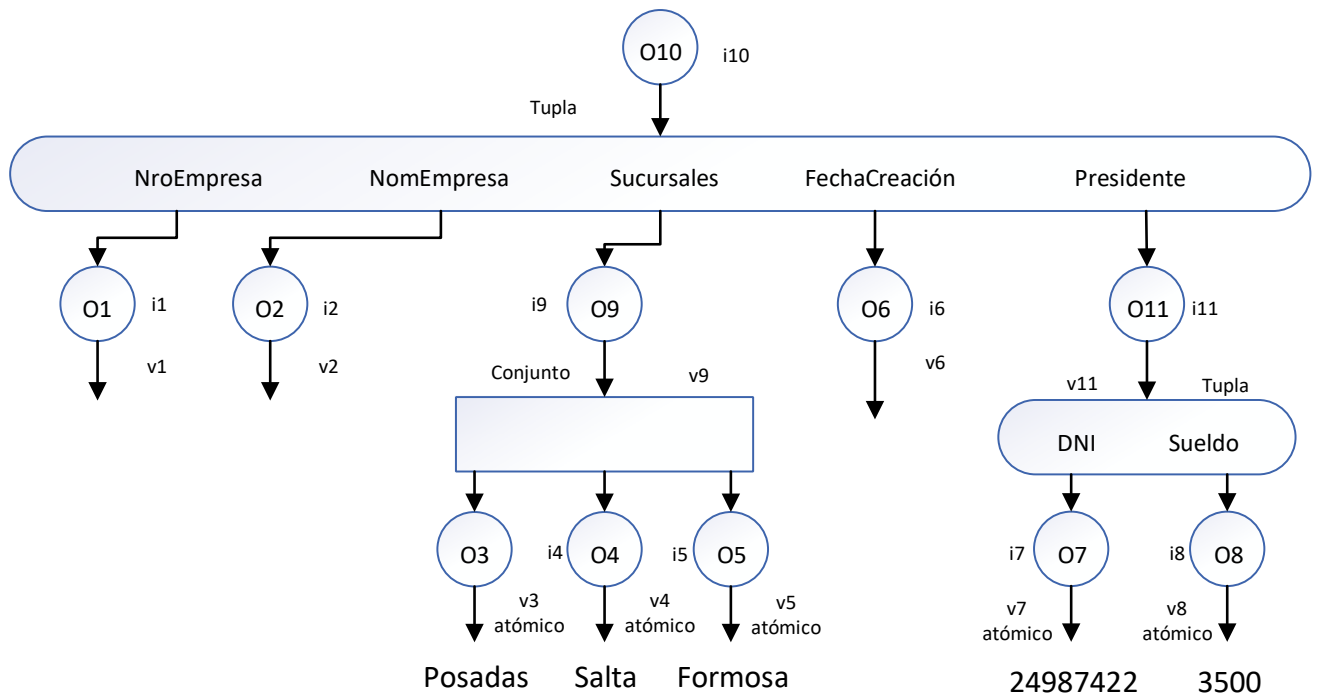 O10 i10
Tupla
NroEmpresa NomEmpresa Sucursales FechaCreación Presidente
O1 i1 O2 i2 i9 O9 O6 i6 O11 i11
v1 v2 v6
Conjunto v9 v11 Tupla
DNI Sueldo
O3 i4 O4 i5 O5 i7 O7 i8 O8
v3 v4 v5 v7 v8
atómico atómico atómico atómico atómico
Posadas Salta Formosa 24987422 3500